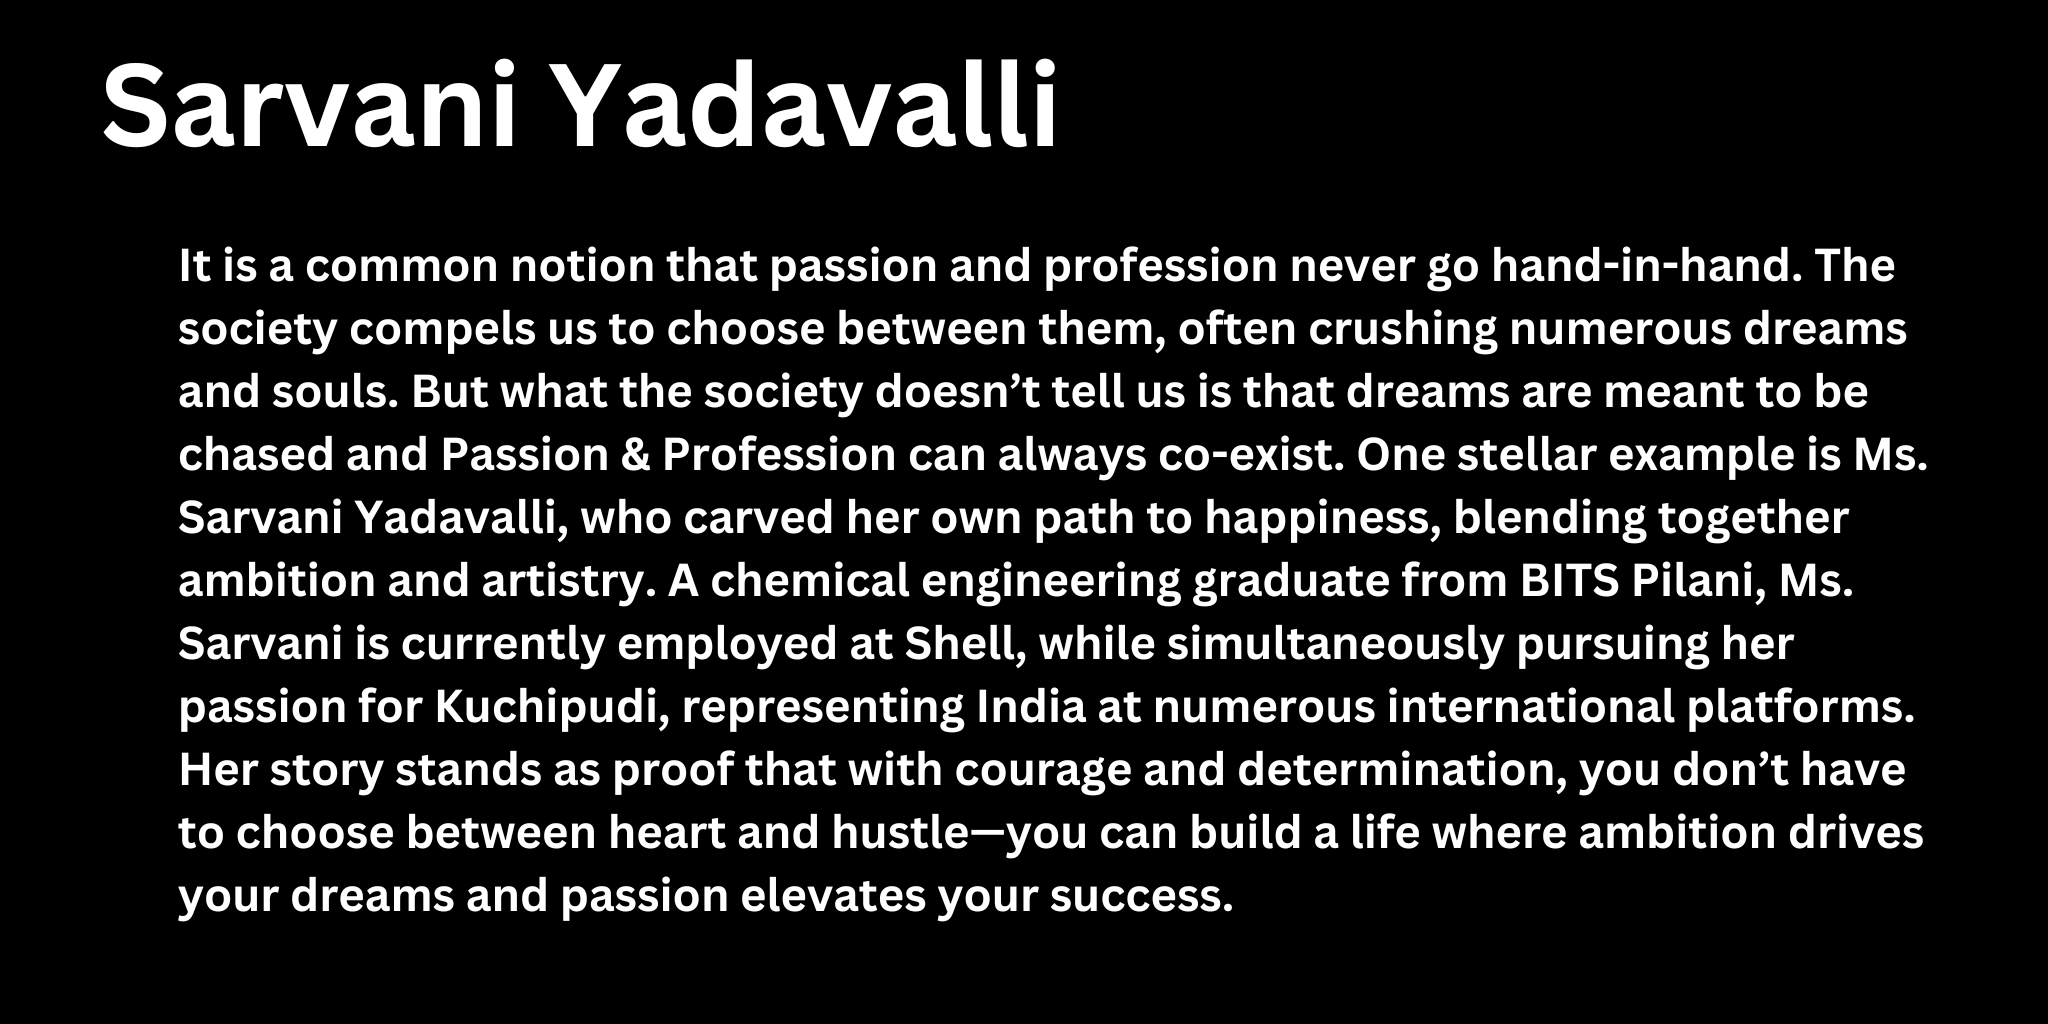 Sarvani Yadavalli
It is a common notion that passion and profession never go hand-in-hand. The
society compels us to choose between them, often crushing numerous dreams
and souls. But what the society doesn’t tell us is that dreams are meant to be
chased and Passion & Profession can always co-exist. One stellar example is Ms.
Sarvani Yadavalli, who carved her own path to happiness, blending together
ambition and artistry. A chemical engineering graduate from BITS Pilani, Ms.
Sarvani is currently employed at Shell, while simultaneously pursuing her
passion for Kuchipudi, representing India at numerous international platforms.
Her story stands as proof that with courage and determination, you don’t have
to choose between heart and hustle—you can build a life where ambition drives
your dreams and passion elevates your success.